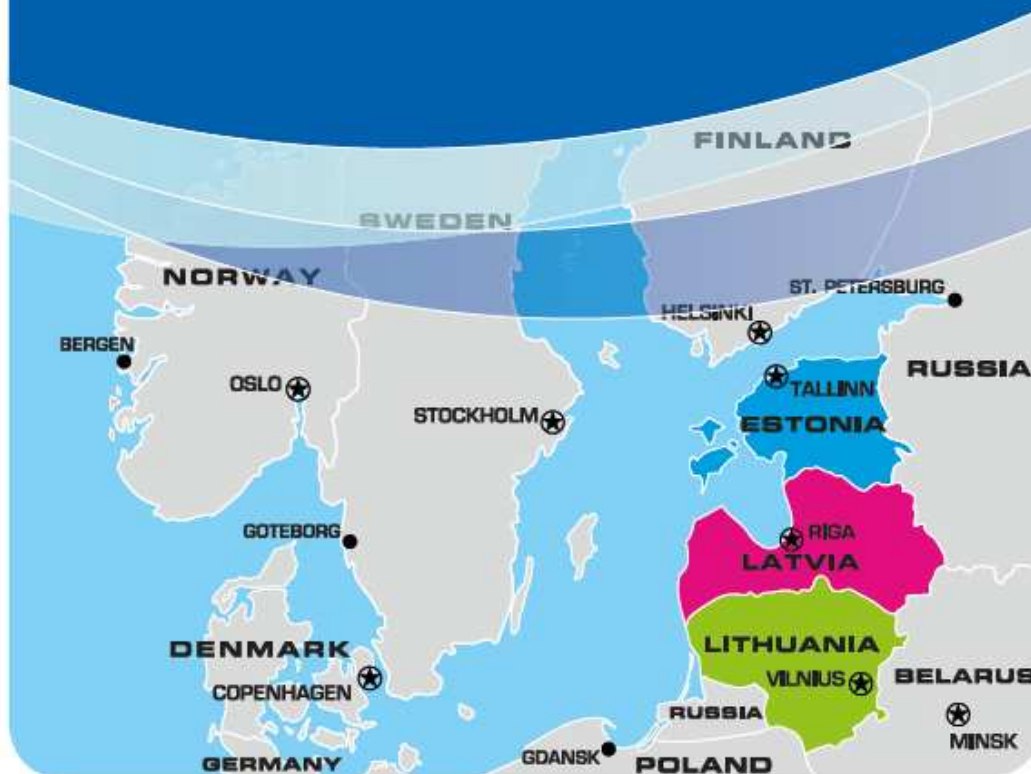 FINLAND
SWEDEN
NORWAY
ST. PETERSBURG
HELSINKI
BERGEN
RUSSIA
OSLO
TALLINN
STOCKHOLM
ESTONIA
GOTEBORG
RIGA
LATVIA
DENMARK
LITHUANIA
COPENHAGEN
VILNIUS
BELARUS
RUSSIA
MINSK
GDANSK
GERMANY
POLAND